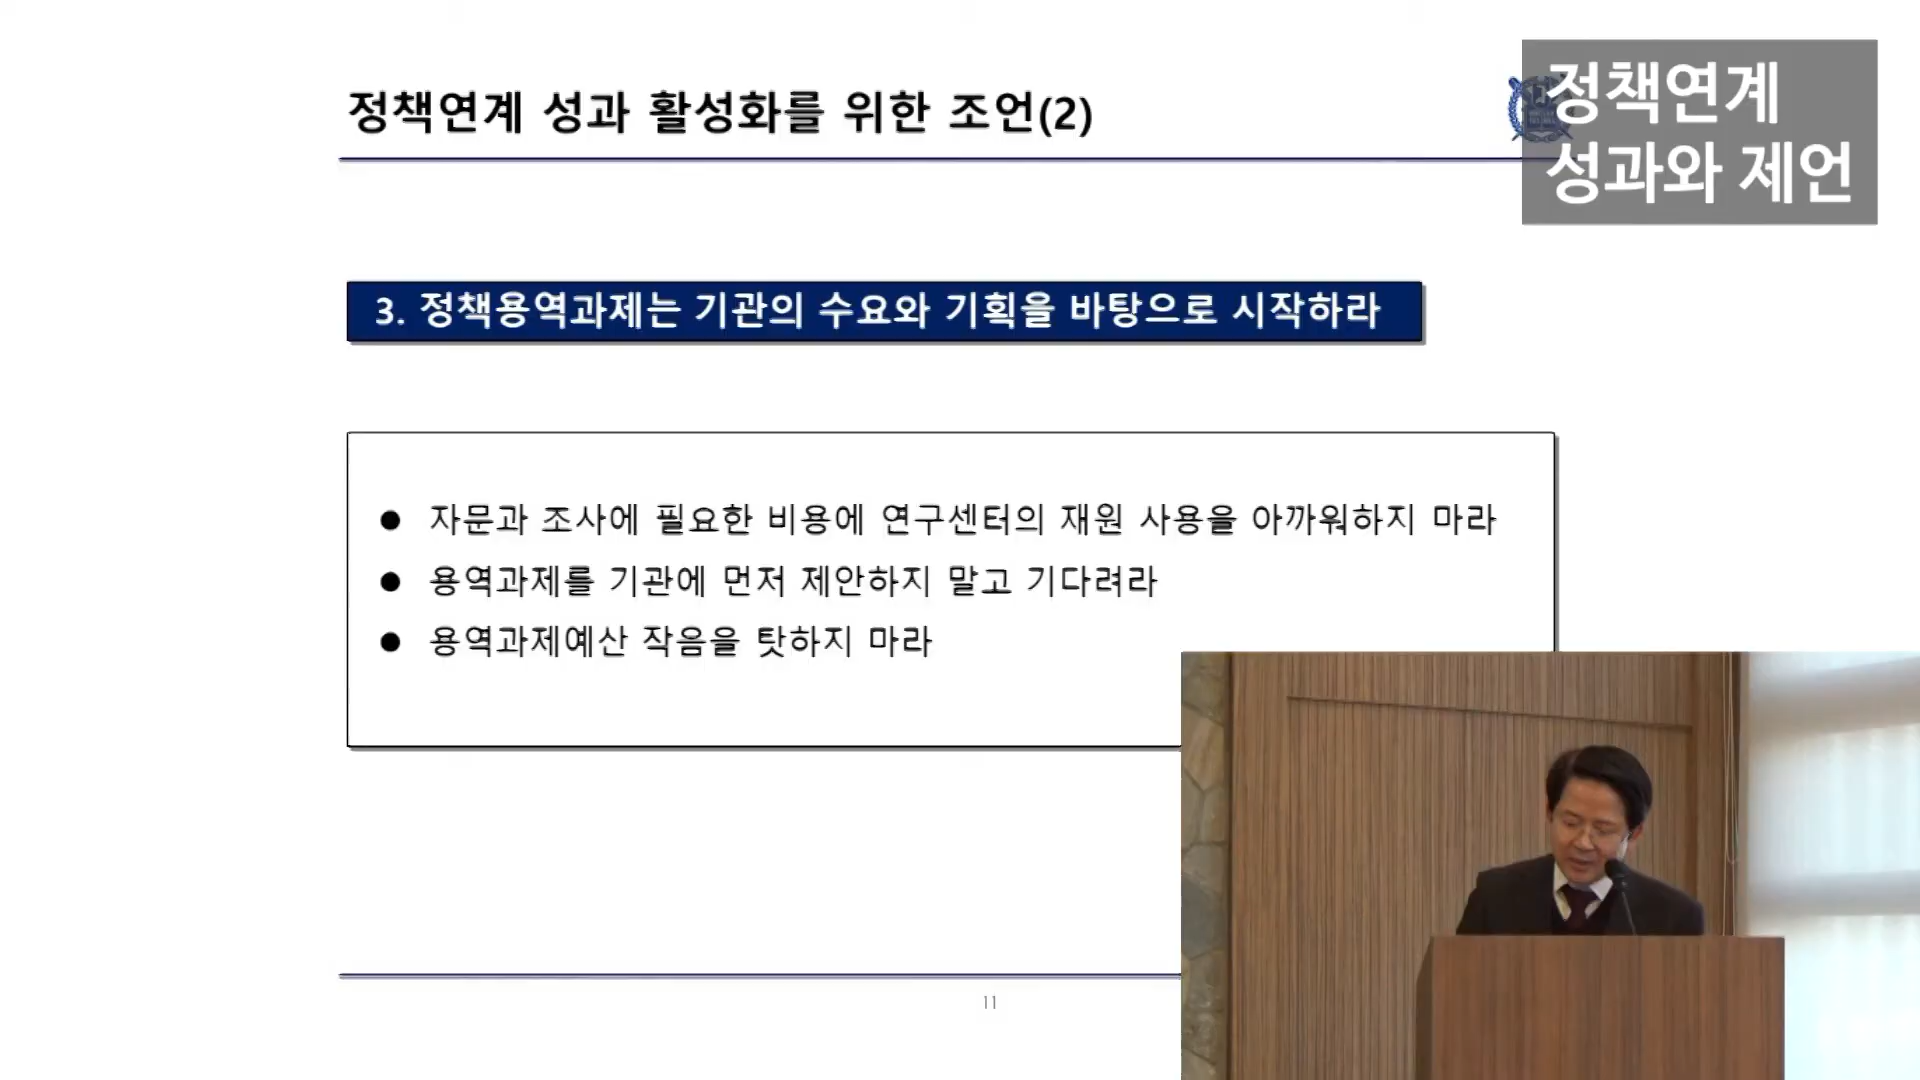 정책연계 성과 활성화를 위한 조언(2)
정책연계
성과와 제언
3. 정책용역과제는 기관의 수요와 기획을 바탕으로 시작하라
● 자문과 조사에 필요한 비용에 연구센터의 재원 사용을 아까워하지 마라
● 용역과제를 기관에 먼저 제안하지 말고 기다려라
● 용역과제예산 작음을 탓하지 마라
11